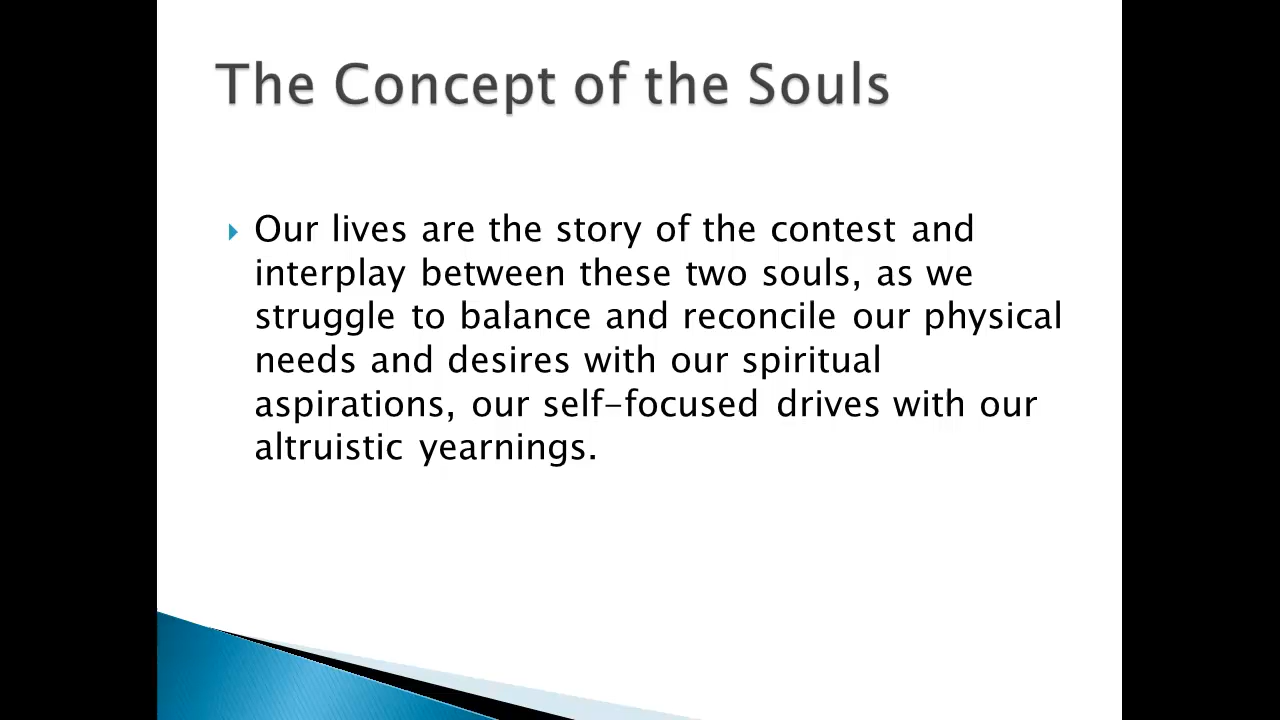 The Concept of the Souls
Our lives are the story of the contest and
interplay between these two souls, as we
struggle to balance and reconcile our physical
needs and desires with our spiritual
aspirations, our self-focused drives with our
altruistic yearnings.